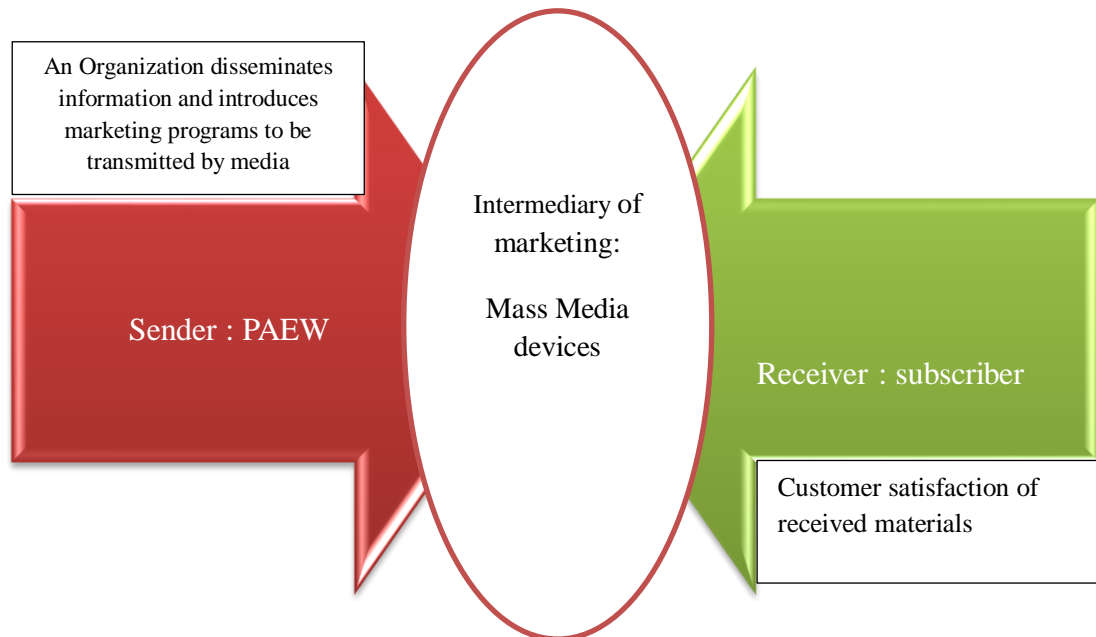 An Organization disseminates
information and introduces
marketing programs to be
transmitted by media
Sender : PAEW
Intermediary of
marketing:
Mass Media
devices
Receiver : subscriber
Customer satisfaction of
received materials